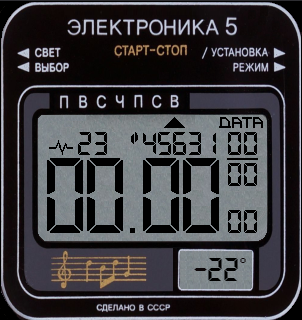 ЭЛЕКТРОНИКА 5
◀ СВЕТ СТАРТ-СТОП / УСТАНОВКА ▶
◀ ВЫБОР РЕЖИМ ▶
П В С Ч П С В
DATA
23 45631 00
00.00 00
00
-22°
СДЕЛАНО В СССР